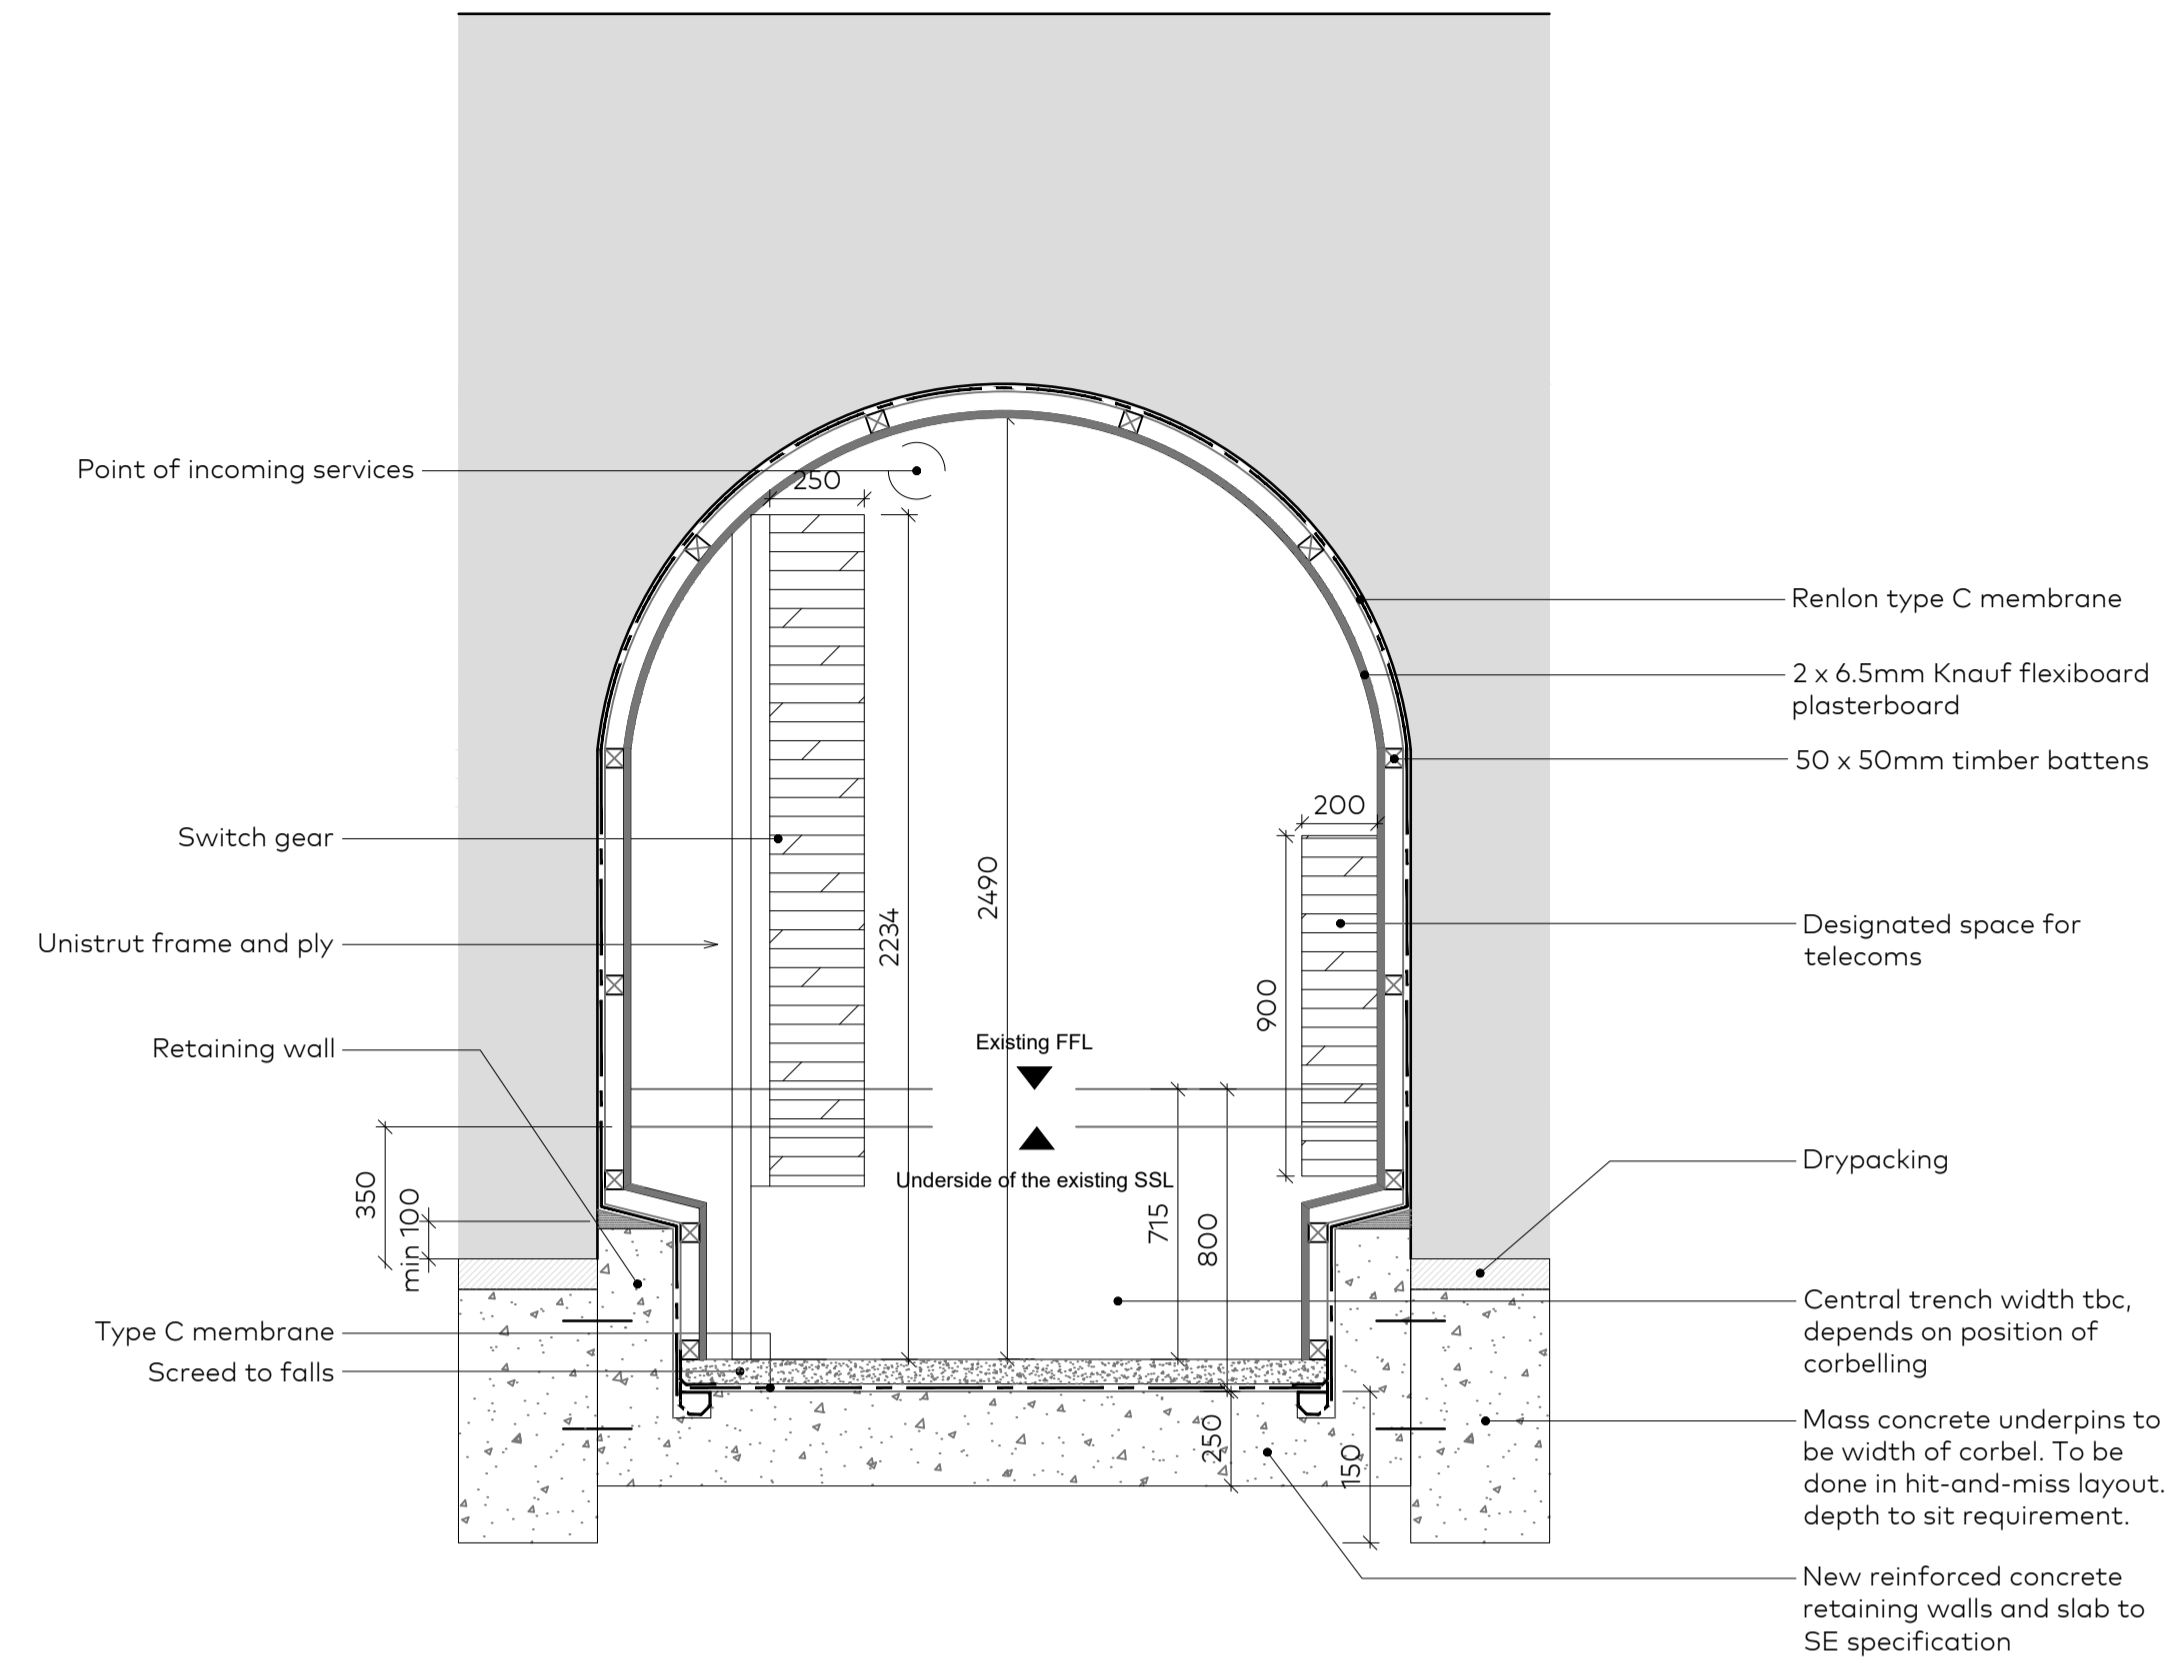 Point of incoming services
250
Renlon type C membrane
2 x 6.5mm Knauf flexiboard
plasterboard
50 x 50mm timber battens
200
Switch gear
2490
2234
Designated space for
telecoms
Unistrut frame and ply
900
Existing FFL
Retaining wall
Underside of the existing SSL
Drypacking
350
min 100
715
800
Central trench width tbc,
depends on position of
corbelling
Type C membrane
Screed to falls
250
150
Mass concrete underpins to
be width of corbel. To be
done in hit-and-miss layout.
depth to sit requirement.
New reinforced concrete
retaining walls and slab to
SE specification